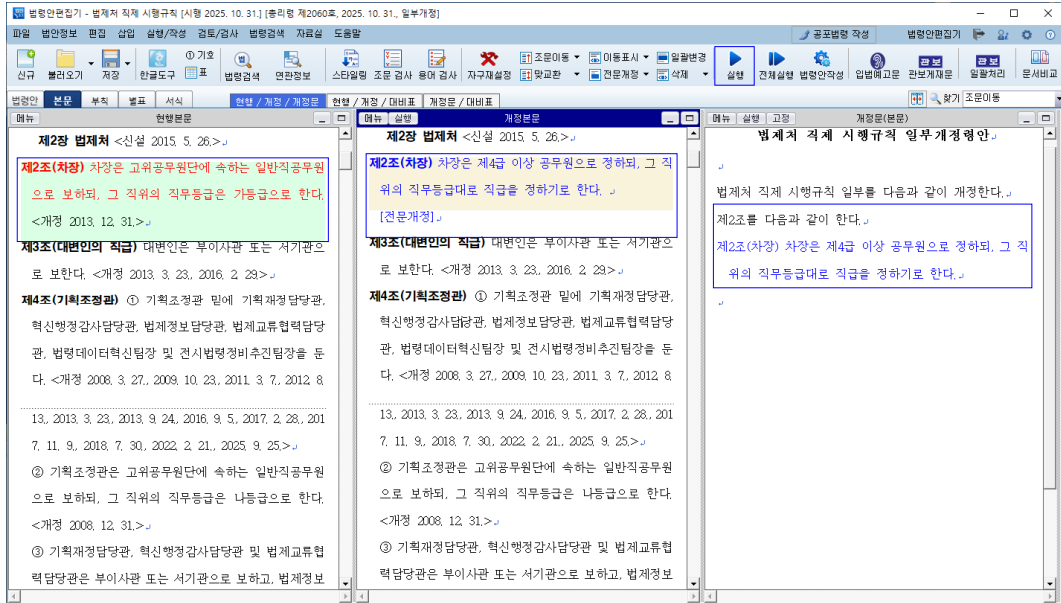 법령안편집기 - 법제처 직제 시행규칙 [시행 2025. 10. 31.] [총리령 제2060호, 2025. 10. 31., 일부개정]
파일 법안정보 편집 삽입 실행/작성 검토/검사 법령검색 자료실 도움말 공포법령 작성 법령안편집기
① 기호 조문이동 이동표시 일괄변경
표 맞교환 전문개정 삭제
신규 불러오기 저장 한글도구 법령검색 연관정보 스타일링 조문 검사 용어 검사 자구재설정 실행 전체실행 법령안작성 입법예고문 관보게재문 일괄처리 문서비교
관보 관보
법령안 본문 부칙 별표 서식 현행 / 개정 / 개정문 현행 / 개정 / 대비표 개정문 / 대비표 찾기 조문이동
메뉴 현행본문
제2장 법제처 <신설 2015. 5. 26.>
제2조(차장) 차장은 고위공무원단에 속하는 일반직공무원
으로 보하되, 그 직위의 직무등급은 가등급으로 한다.
<개정 2013. 12. 31.>
제3조(대변인의 직급) 대변인은 부이사관 또는 서기관으
로 보한다. <개정 2013. 3. 23., 2016. 2. 29.>
제4조(기획조정관) ① 기획조정관 밑에 기획재정담당관,
혁신행정감사담당관, 법제정보담당관, 법제교류협력담당
관, 법령데이터혁신팀장 및 전시법령정비추진팀장을 둔
다. <개정 2008. 3. 27., 2009. 10. 23., 2011. 3. 7., 2012. 8.
13., 2013. 3. 23., 2013. 9. 24., 2016. 9. 5., 2017. 2. 28., 201
7. 11. 9., 2018. 7. 30., 2022. 2. 21., 2025. 9. 25.>
② 기획조정관은 고위공무원단에 속하는 일반직공무원
으로 보하되, 그 직위의 직무등급은 나등급으로 한다.
<개정 2008. 12. 31.>
③ 기획재정담당관, 혁신행정감사담당관 및 법제교류협
력담당관은 부이사관 또는 서기관으로 보하고, 법제정보
메뉴 실행 개정본문
제2장 법제처 <신설 2015. 5. 26.>
제2조(차장) 차장은 제4급 이상 공무원으로 정하되, 그 직
위의 직무등급대로 직급을 정하기로 한다.
[전문개정]
제3조(대변인의 직급) 대변인은 부이사관 또는 서기관으
로 보한다. <개정 2013. 3. 23., 2016. 2. 29.>
제4조(기획조정관) ① 기획조정관 밑에 기획재정담당관,
혁신행정감사담당관, 법제정보담당관, 법제교류협력담당
관, 법령데이터혁신팀장 및 전시법령정비추진팀장을 둔
다. <개정 2008. 3. 27., 2009. 10. 23., 2011. 3. 7., 2012. 8.
13., 2013. 3. 23., 2013. 9. 24., 2016. 9. 5., 2017. 2. 28., 201
7. 11. 9., 2018. 7. 30., 2022. 2. 21., 2025. 9. 25.>
② 기획조정관은 고위공무원단에 속하는 일반직공무원
으로 보하되, 그 직위의 직무등급은 나등급으로 한다.
<개정 2008. 12. 31.>
③ 기획재정담당관, 혁신행정감사담당관 및 법제교류협
력담당관은 부이사관 또는 서기관으로 보하고, 법제정보
메뉴 실행 고정 개정문(본문)
법제처 직제 시행규칙 일부개정령안
법제처 직제 시행규칙 일부를 다음과 같이 개정한다.
제2조를 다음과 같이 한다.
제2조(차장) 차장은 제4급 이상 공무원으로 정하되, 그 직
위의 직무등급대로 직급을 정하기로 한다.